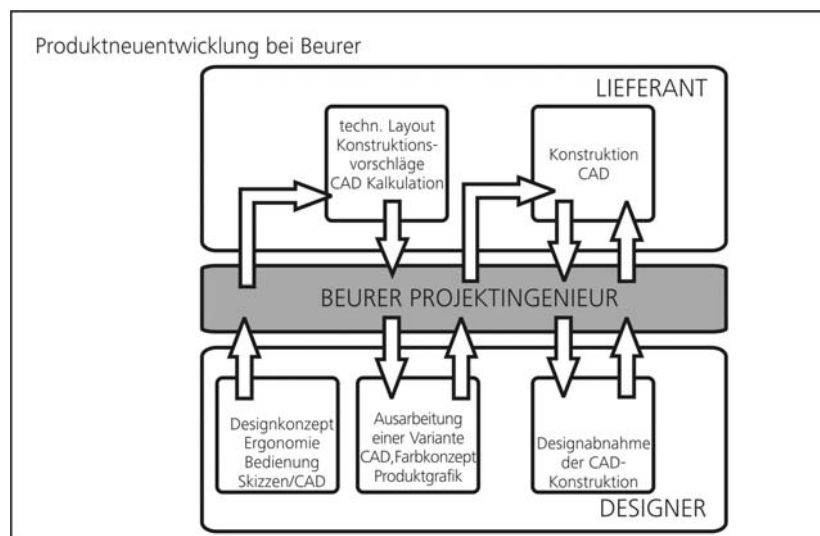 Produktneuentwicklung bei Beurer
LIEFERANT
techn. Layout
Konstruktions-
vorschläge
CAD Kalkulation
Konstruktion
CAD
BEURER PROJEKTINGENIEUR
Designkonzept
Ergonomie
Bedienung
Skizzen/CAD
Ausarbeitung
einer Variante
CAD,Farbkonzept
Produktgrafik
Designabnahme
der CAD-
Konstruktion
DESIGNER